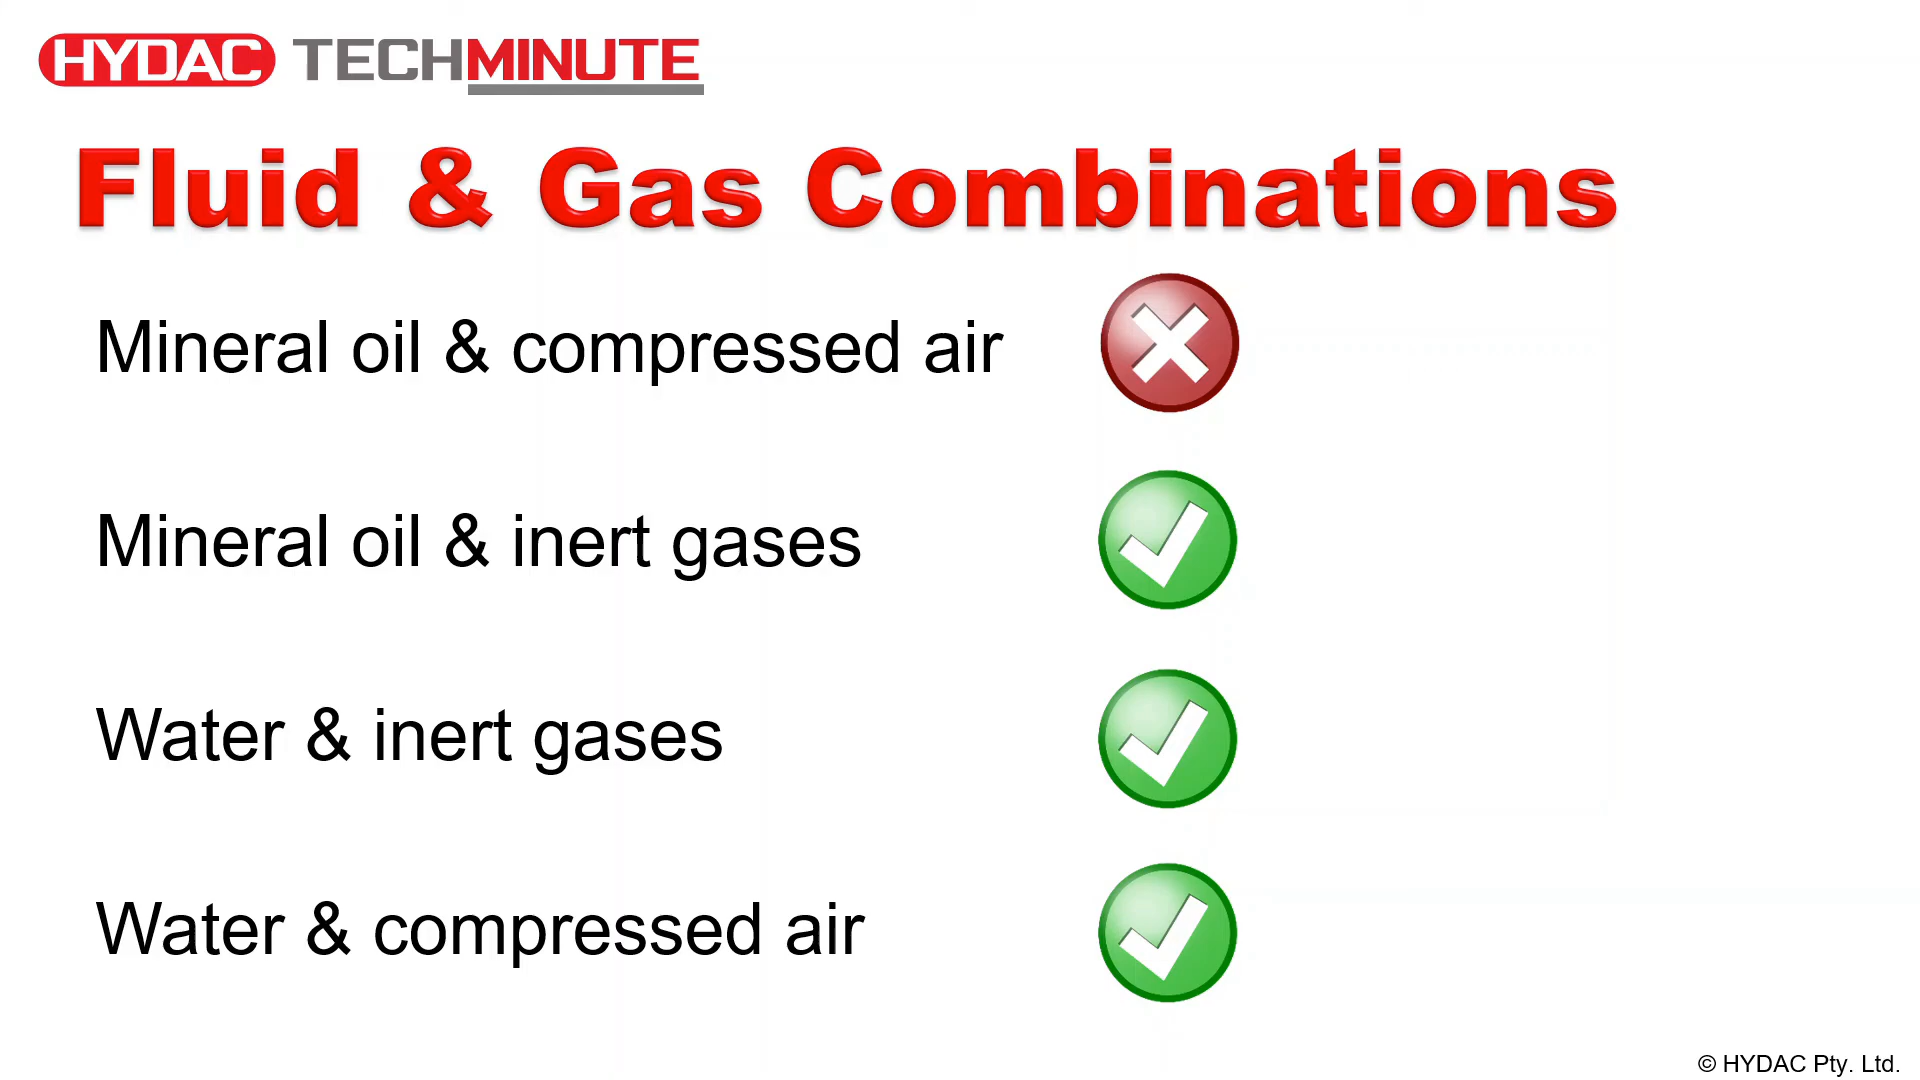 HYDAC TECHMINUTE
Fluid & Gas Combinations
Mineral oil & compressed air
Mineral oil & inert gases
Water & inert gases
Water & compressed air
© HYDAC Pty. Ltd.